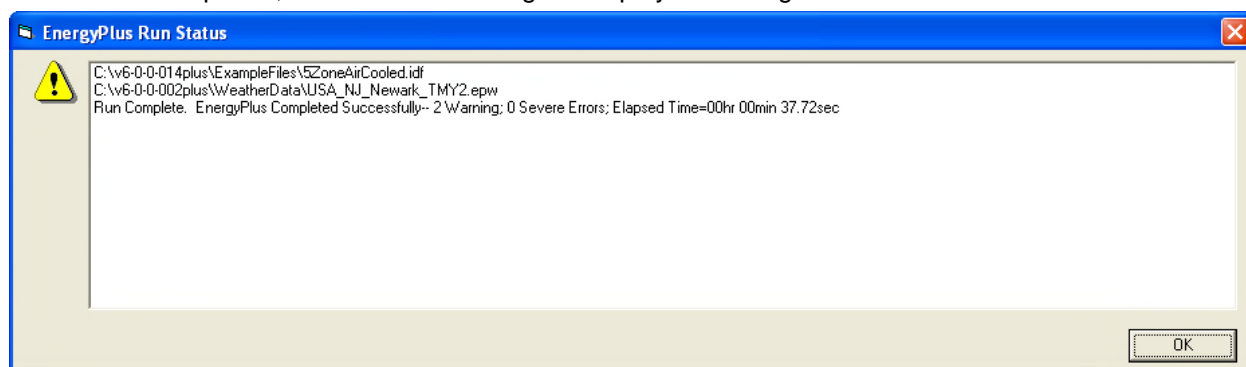 EnergyPlus Run Status
C:\v6-0-0-014plus\ExampleFiles\5ZoneAirCooled.idf
C:\v6-0-0-002plus\WeatherData\USA_NJ_Newark_TMY2.epw
Run Complete.  EnergyPlus Completed Successfully-- 2 Warning; 0 Severe Errors; Elapsed Time=00hr 00min 37.72sec
OK